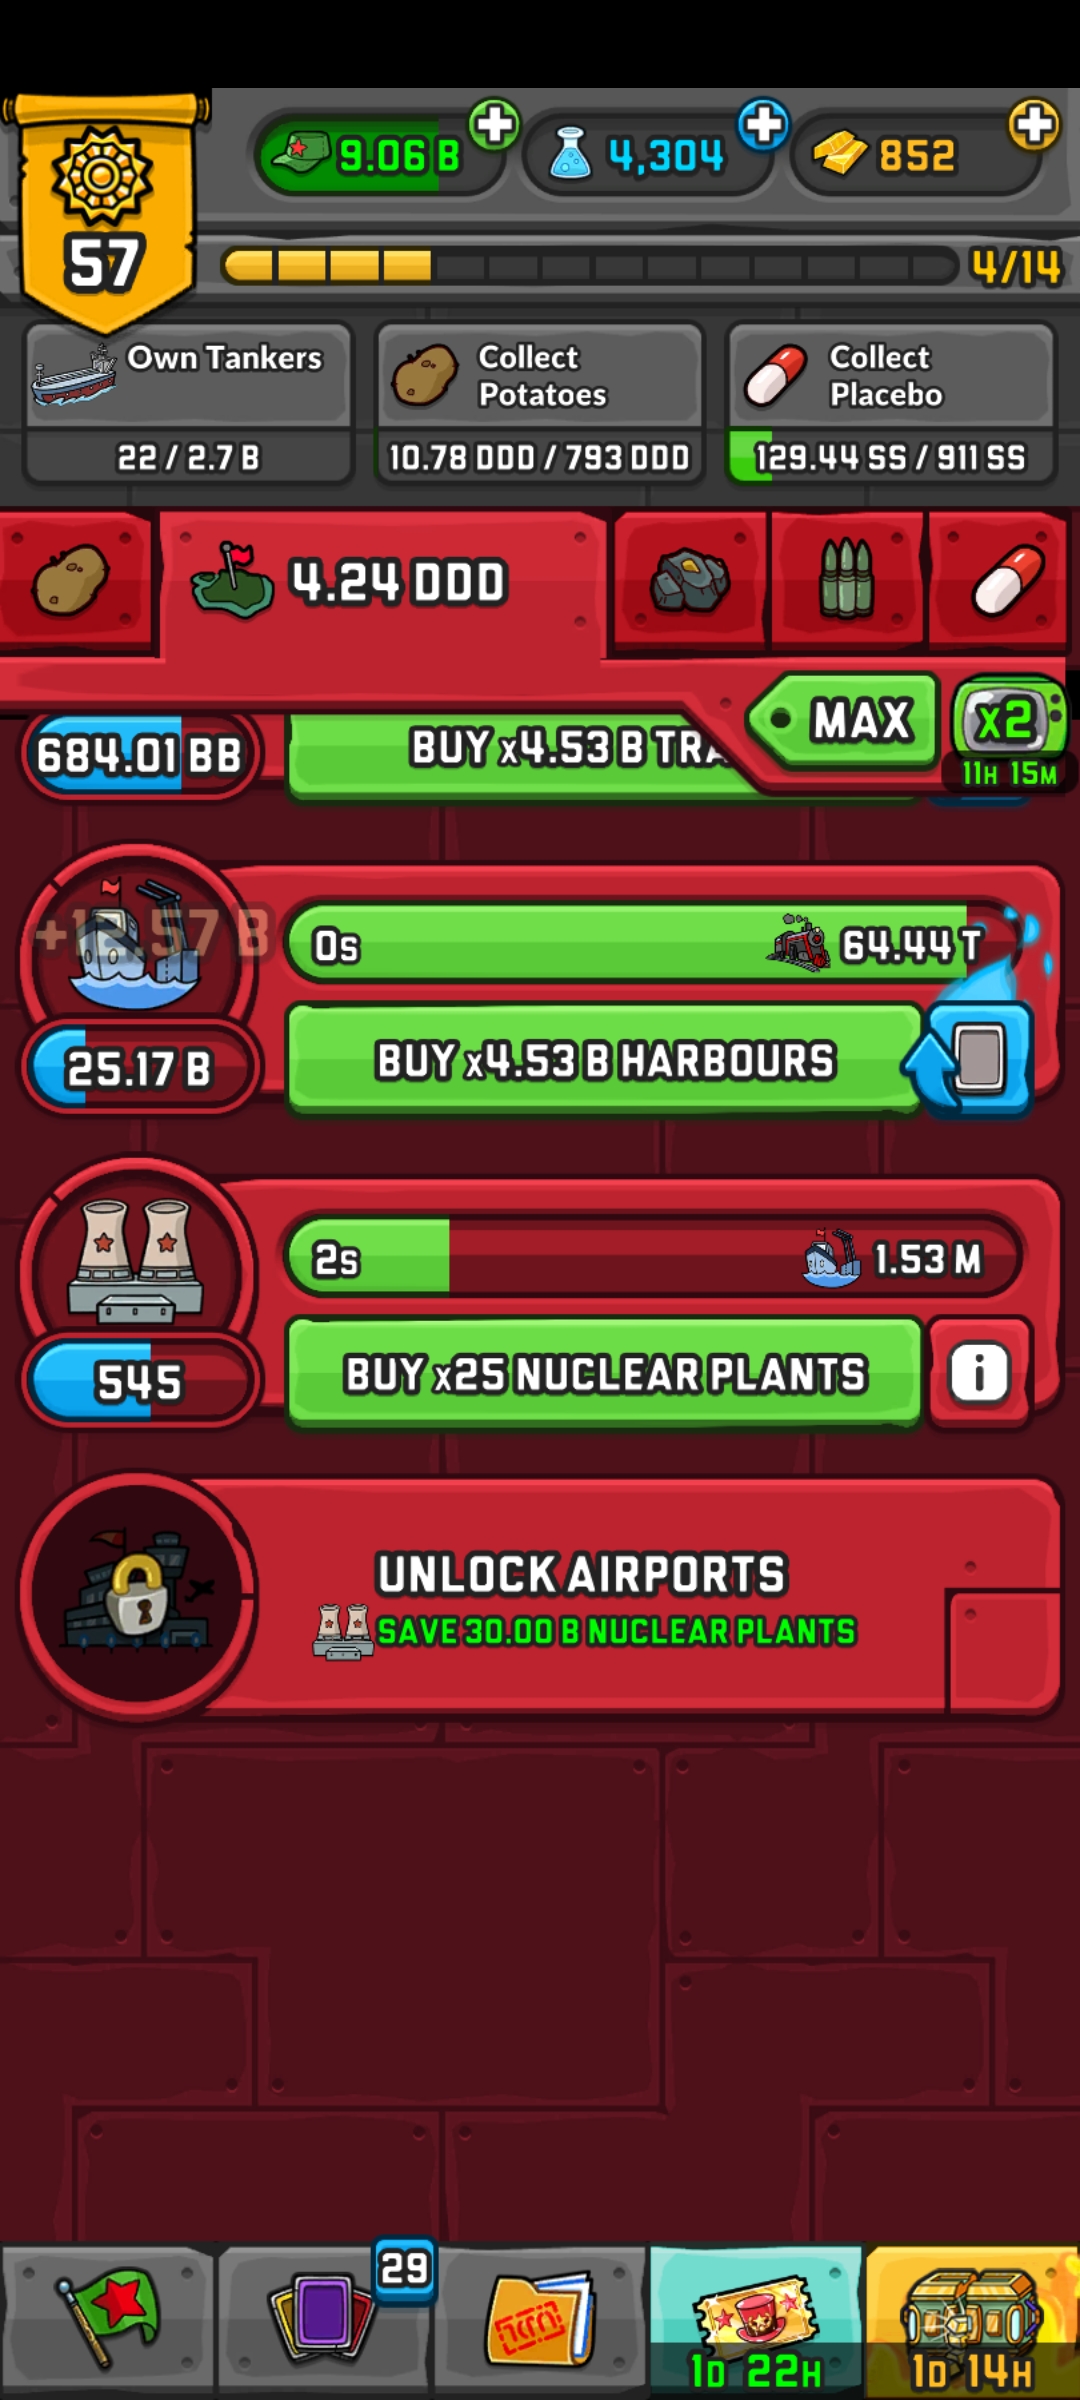 9.06 B
4,304
852
57
4/14
Own Tankers
22 / 2.7 B
Collect
Potatoes
10.78 DDD / 793 DDD
Collect
Placebo
129.44 SS / 911 SS
4.24 DDD
MAX
x2
11H 15M
684.01 BB
BUY x4.53 B TRA
+12.57 B
0s
64.44 T
25.17 B
BUY x4.53 B HARBOURS
2s
1.53 M
545
BUY x25 NUCLEAR PLANTS
i
UNLOCK AIRPORTS
SAVE 30.00 B NUCLEAR PLANTS
29
1D 22H
1D 14H